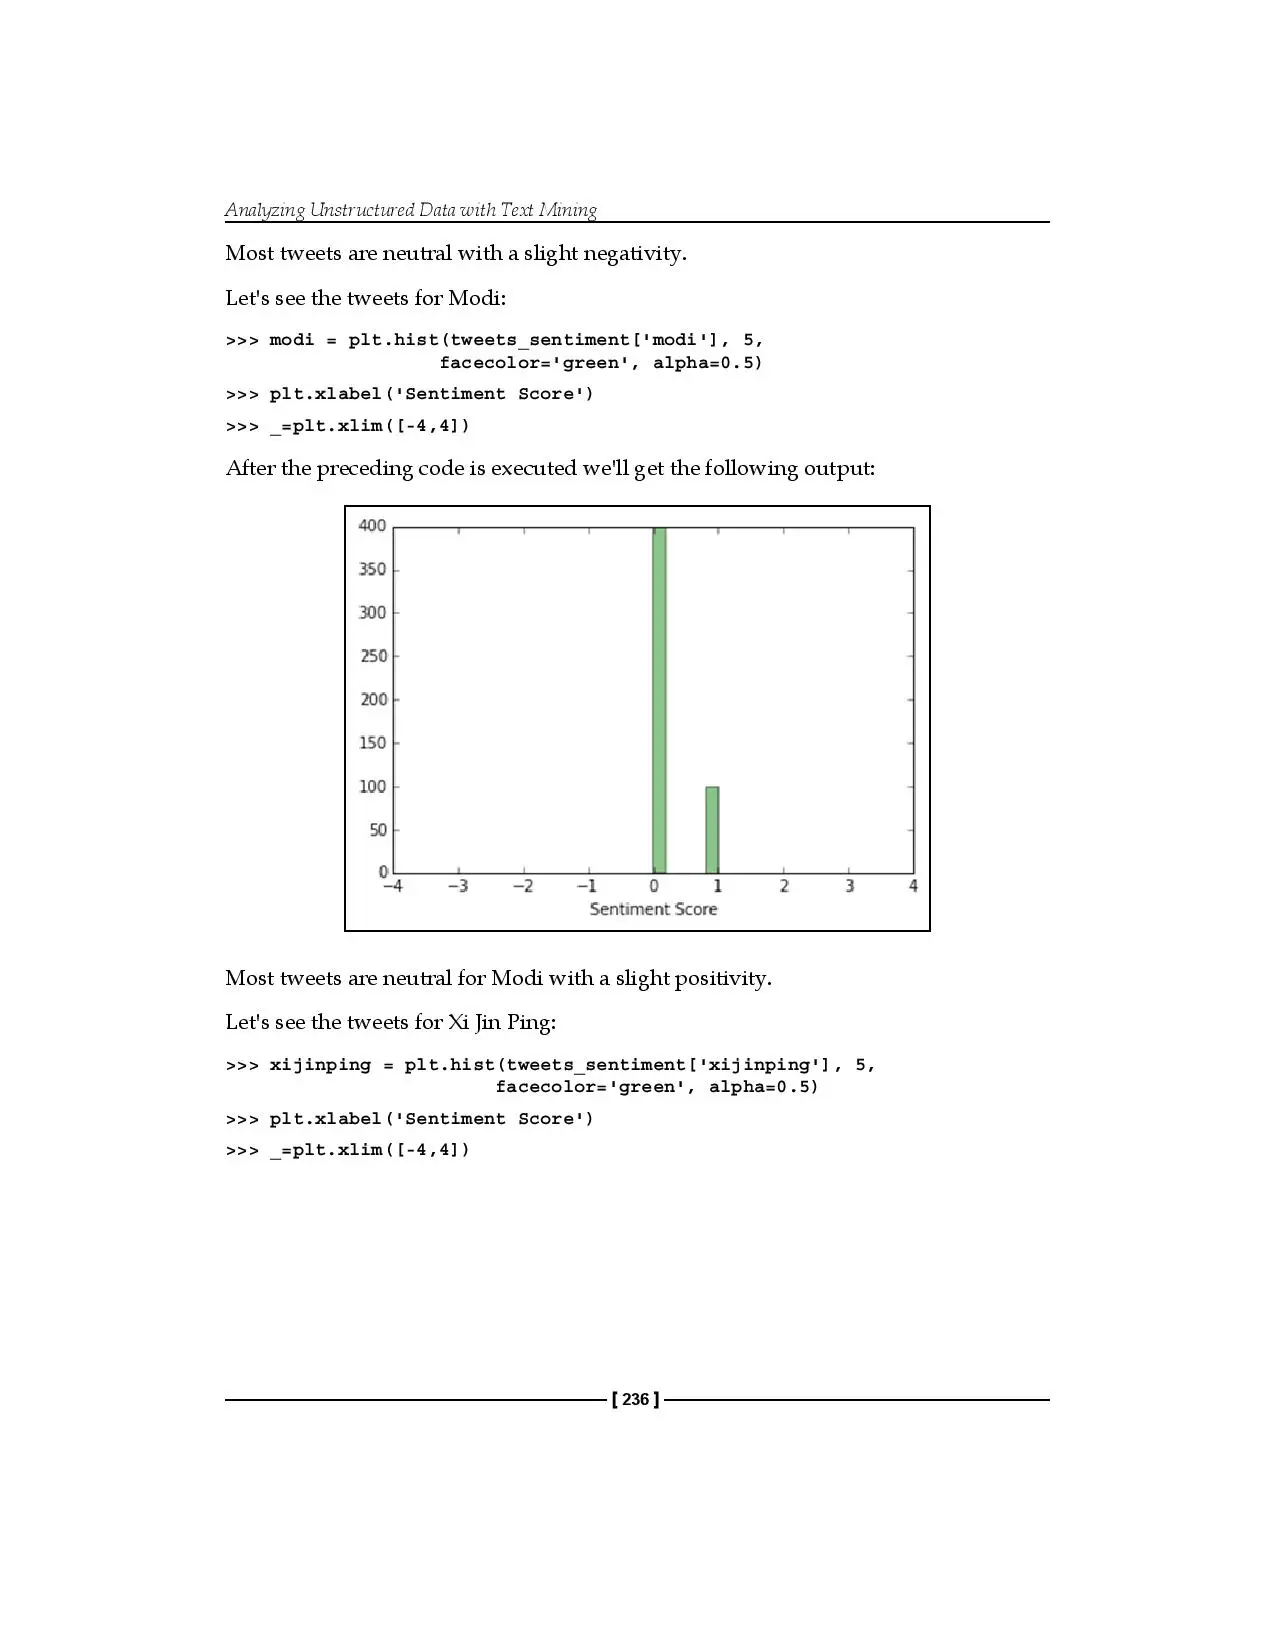 Analyzing Unstructured Data with Text Mining
Most tweets are neutral with a slight negativity.
Let's see the tweets for Modi:
>>> modi = plt.hist(tweets_sentiment['modi'], 5,
facecolor='green', alpha=0.5)
>>> plt.xlabel('Sentiment Score')
>>> _=plt.xlim([-4,4])
After the preceding code is executed we'll get the following output:
400
350
300
250
200
150
100
50
0
−4 −3 −2 −1 0 1 2 3 4
Sentiment Score
Most tweets are neutral for Modi with a slight positivity.
Let's see the tweets for Xi Jin Ping:
>>> xijinping = plt.hist(tweets_sentiment['xijinping'], 5,
facecolor='green', alpha=0.5)
>>> plt.xlabel('Sentiment Score')
>>> _=plt.xlim([-4,4])
[ 236 ]